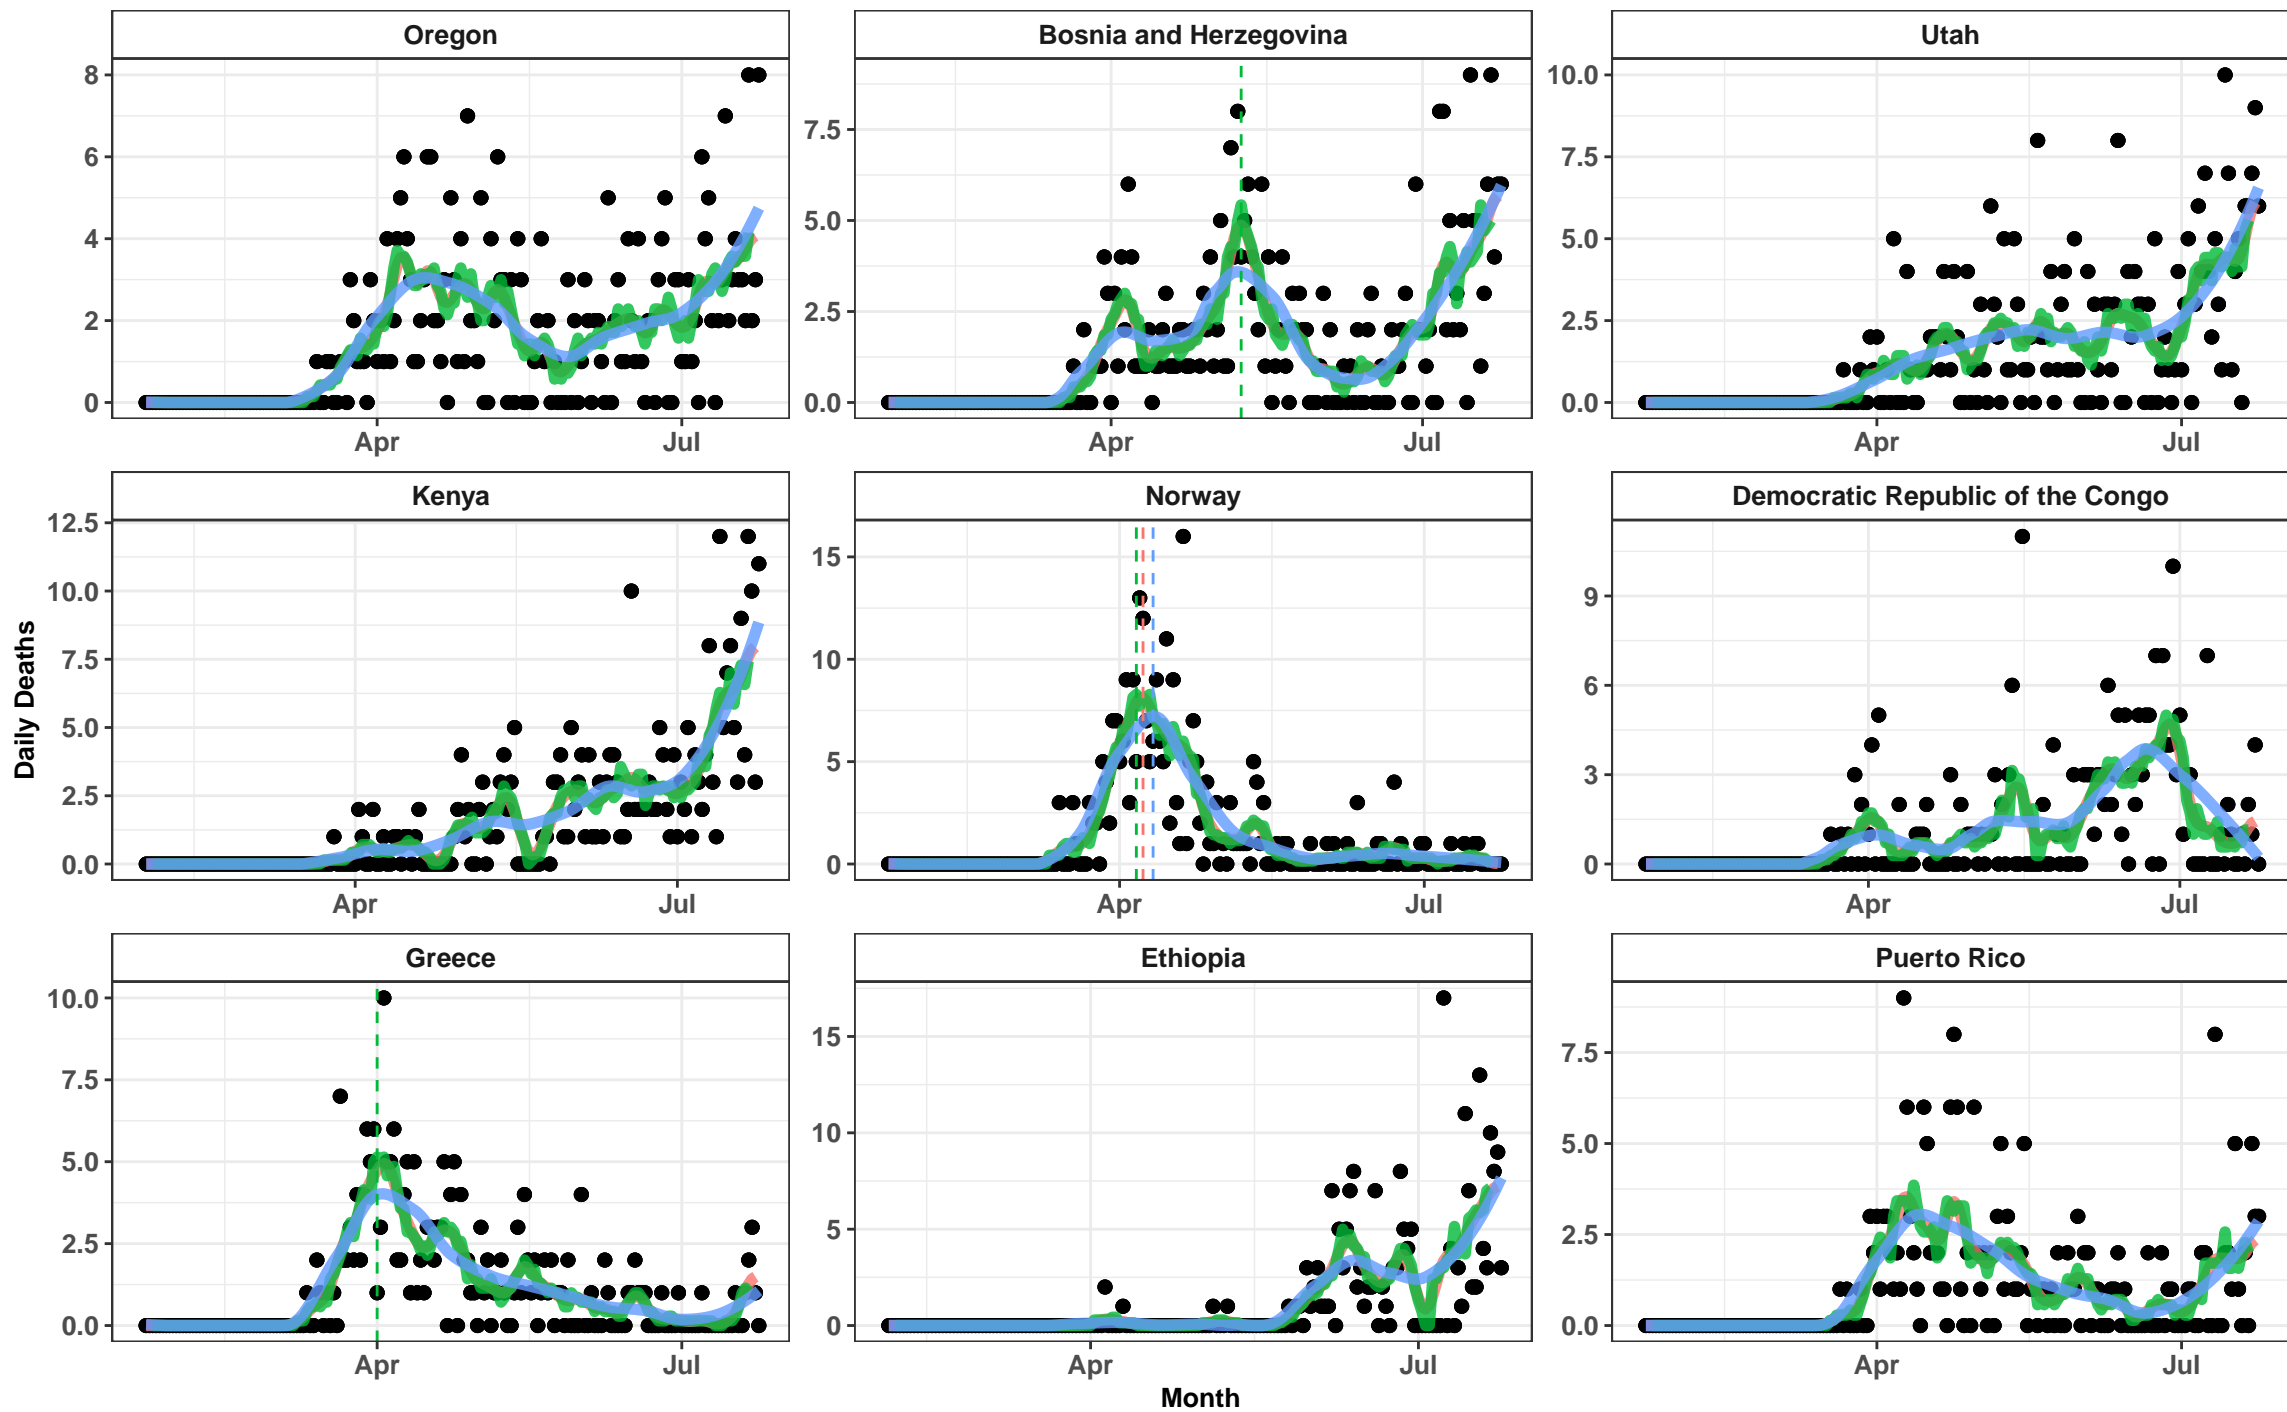 Oregon
Bosnia and Herzegovina
Utah
8
6
4
2
0
Apr
Jul
7.5
5.0
2.5
0.0
Apr
Jul
10.0
7.5
5.0
2.5
0.0
Apr
Jul
Kenya
Norway
Democratic Republic of the Congo
Daily Deaths
12.5
10.0
7.5
5.0
2.5
0.0
Apr
Jul
15
10
5
0
Apr
Jul
9
6
3
0
Apr
Jul
Greece
Ethiopia
Puerto Rico
10.0
7.5
5.0
2.5
0.0
Apr
Jul
15
10
5
0
Apr
Jul
7.5
5.0
2.5
0.0
Apr
Jul
Month